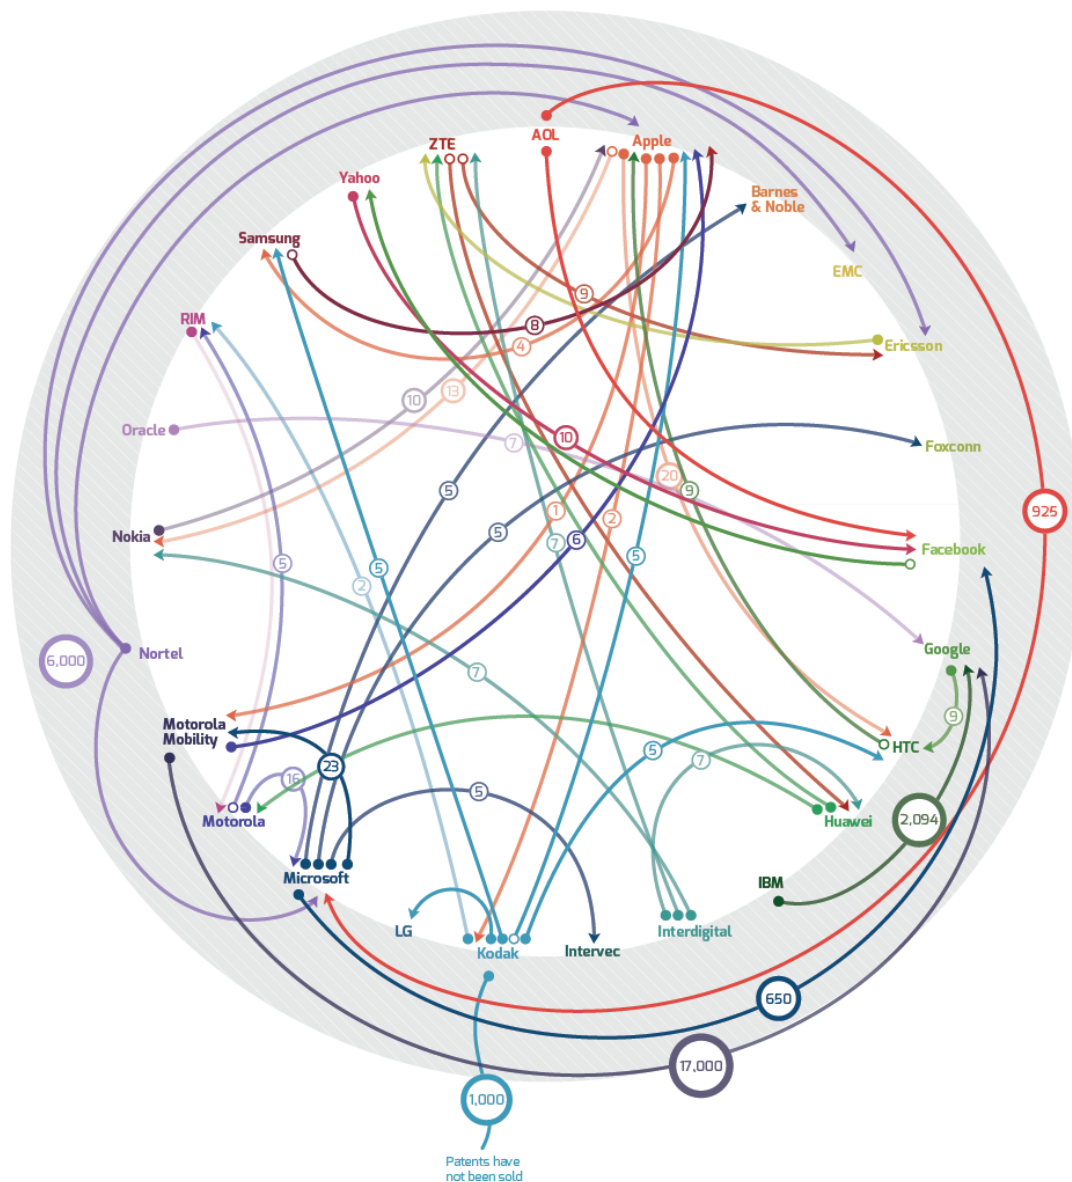 AOL
ZTE
Apple
Yahoo
Barnes
& Noble
Samsung
EMC
9
RIM
8
4
Ericsson
10
13
Oracle
7
10
Foxconn
20
9
5
1
925
2
5
Nokia
7
6
Facebook
5
5
5
2
6,000
Nortel
Google
7
Motorola
Mobility
9
HTC
5
7
23
16
5
Motorola
Huawei
2,094
Microsoft
IBM
LG
Kodak
Intervec
Interdigital
650
17,000
1,000
Patents have
not been sold